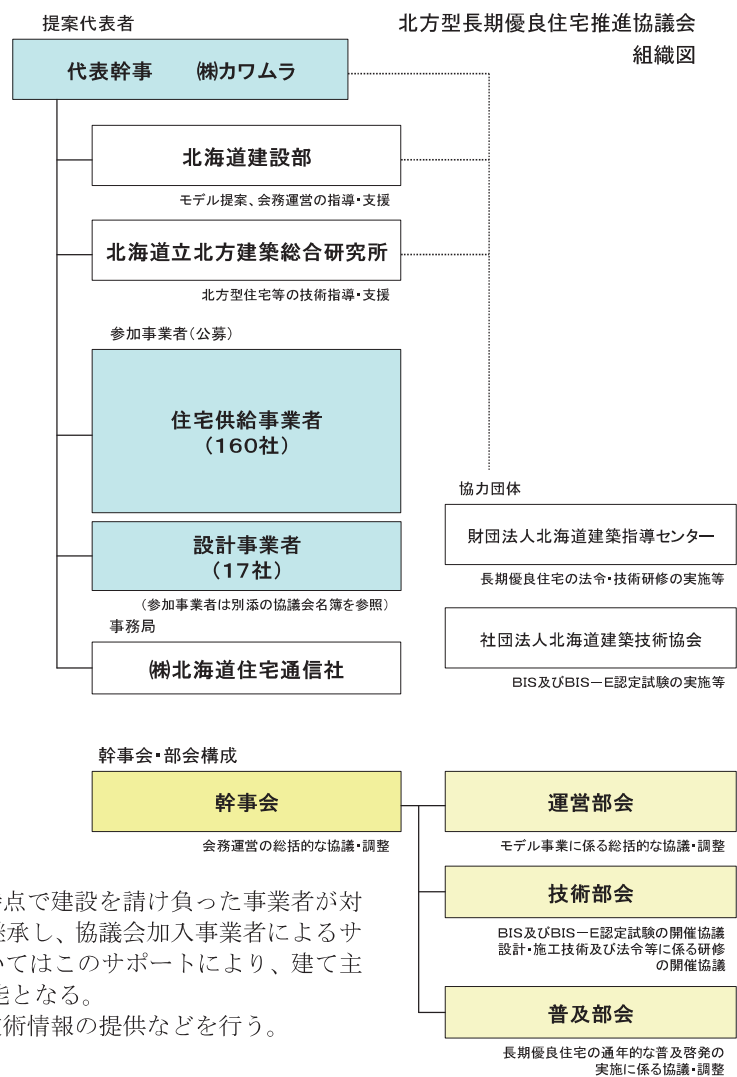 提案代表者
北方型長期優良住宅推進協議会
組織図
代表幹事　㈱カワムラ
北海道建設部
モデル提案、会務運営の指導・支援
北海道立北方建築総合研究所
北方型住宅等の技術指導・支援
参加事業者（公募）
住宅供給事業者
（160社）
設計事業者
（17社）
（参加事業者は別添の協議会名簿を参照）
事務局
㈱北海道住宅通信社
協力団体
財団法人北海道建築指導センター
長期優良住宅の法令・技術研修の実施等
社団法人北海道建築技術協会
BIS及びBIS－E認定試験の実施等
幹事会・部会構成
幹事会
会務運営の総括的な協議・調整
運営部会
モデル事業に係る総括的な協議・調整
技術部会
BIS及びBIS－E認定試験の開催協議
設計・施工技術及び法令等に係る研修
の開催協議
普及部会
長期優良住宅の通年的な普及啓発の
実施に係る協議・調整
点で建設を請け負った事業者が対
継承し、協議会加入事業者によるサ
いてはこのサポートにより、建て主
能となる。
術情報の提供などを行う。